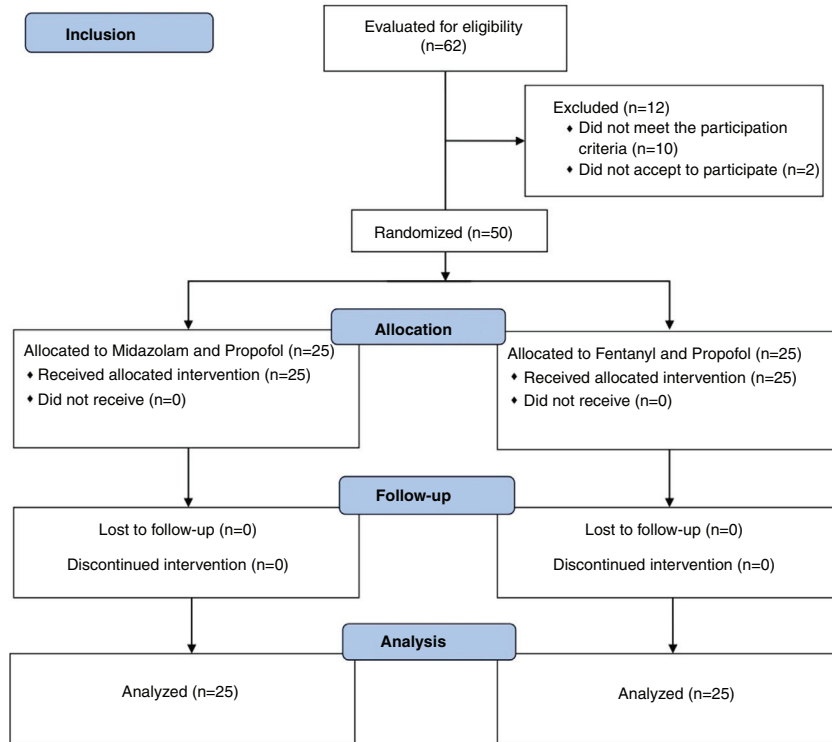 Inclusion
Evaluated for eligibility
(n=62)
Excluded (n=12)
♦ Did not meet the participation
criteria (n=10)
♦ Did not accept to participate (n=2)
Randomized (n=50)
Allocation
Allocated to Midazolam and Propofol (n=25)
♦ Received allocated intervention (n=25)
♦ Did not receive (n=0)
Allocated to Fentanyl and Propofol (n=25)
♦ Received allocated intervention (n=25)
♦ Did not receive (n=0)
Follow-up
Lost to follow-up (n=0)
Discontinued intervention (n=0)
Lost to follow-up (n=0)
Discontinued intervention (n=0)
Analysis
Analyzed (n=25)
Analyzed (n=25)